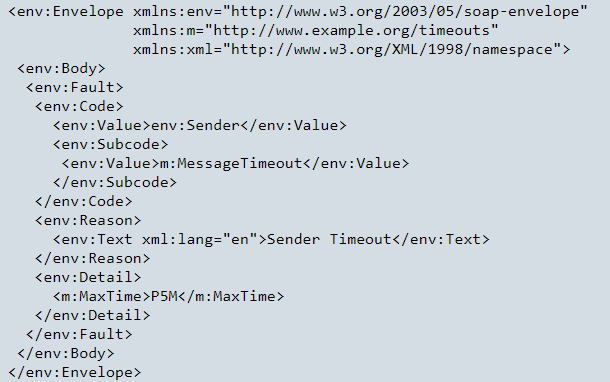 <env:Envelope xmlns:env="http://www.w3.org/2003/05/soap-envelope"
              xmlns:m="http://www.example.org/timeouts"
              xmlns:xml="http://www.w3.org/XML/1998/namespace">
 <env:Body>
  <env:Fault>
   <env:Code>
     <env:Value>env:Sender</env:Value>
     <env:Subcode>
      <env:Value>m:MessageTimeout</env:Value>
     </env:Subcode>
   </env:Code>
   <env:Reason>
     <env:Text xml:lang="en">Sender Timeout</env:Text>
   </env:Reason>
   <env:Detail>
     <m:MaxTime>P5M</m:MaxTime>
   </env:Detail>
  </env:Fault>
 </env:Body>
</env:Envelope>